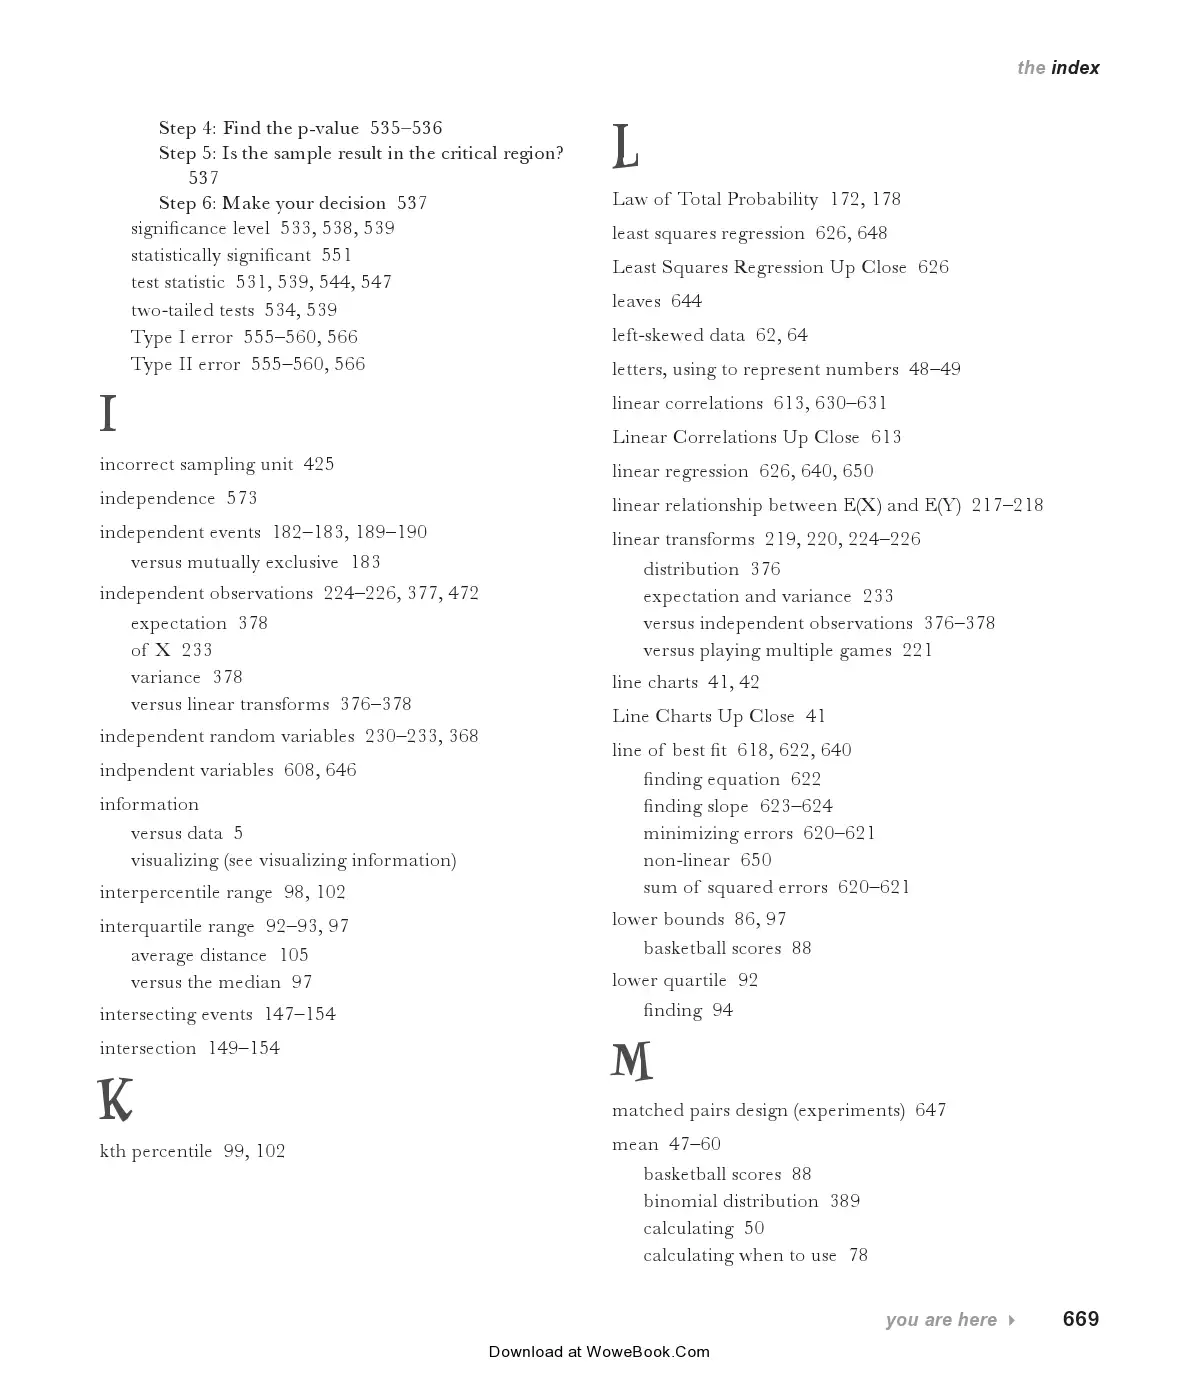 the index
Step 4: Find the p-value 535–536
Step 5: Is the sample result in the critical region?
537
Step 6: Make your decision 537
significance level 533, 538, 539
statistically significant 551
test statistic 531, 539, 544, 547
two-tailed tests 534, 539
Type I error 555–560, 566
Type II error 555–560, 566
I
incorrect sampling unit 425
independence 573
independent events 182–183, 189–190
versus mutually exclusive 183
independent observations 224–226, 377, 472
expectation 378
of X 233
variance 378
versus linear transforms 376–378
independent random variables 230–233, 368
indpendent variables 608, 646
information
versus data 5
visualizing (see visualizing information)
interpercentile range 98, 102
interquartile range 92–93, 97
average distance 105
versus the median 97
intersecting events 147–154
intersection 149–154
K
kth percentile 99, 102
L
Law of Total Probability 172, 178
least squares regression 626, 648
Least Squares Regression Up Close 626
leaves 644
left-skewed data 62, 64
letters, using to represent numbers 48–49
linear correlations 613, 630–631
Linear Correlations Up Close 613
linear regression 626, 640, 650
linear relationship between E(X) and E(Y) 217–218
linear transforms 219, 220, 224–226
distribution 376
expectation and variance 233
versus independent observations 376–378
versus playing multiple games 221
line charts 41, 42
Line Charts Up Close 41
line of best fit 618, 622, 640
finding equation 622
finding slope 623–624
minimizing errors 620–621
non-linear 650
sum of squared errors 620–621
lower bounds 86, 97
basketball scores 88
lower quartile 92
finding 94
M
matched pairs design (experiments) 647
mean 47–60
basketball scores 88
binomial distribution 389
calculating 50
calculating when to use 78
you are here 669
Download at WoweBook.Com